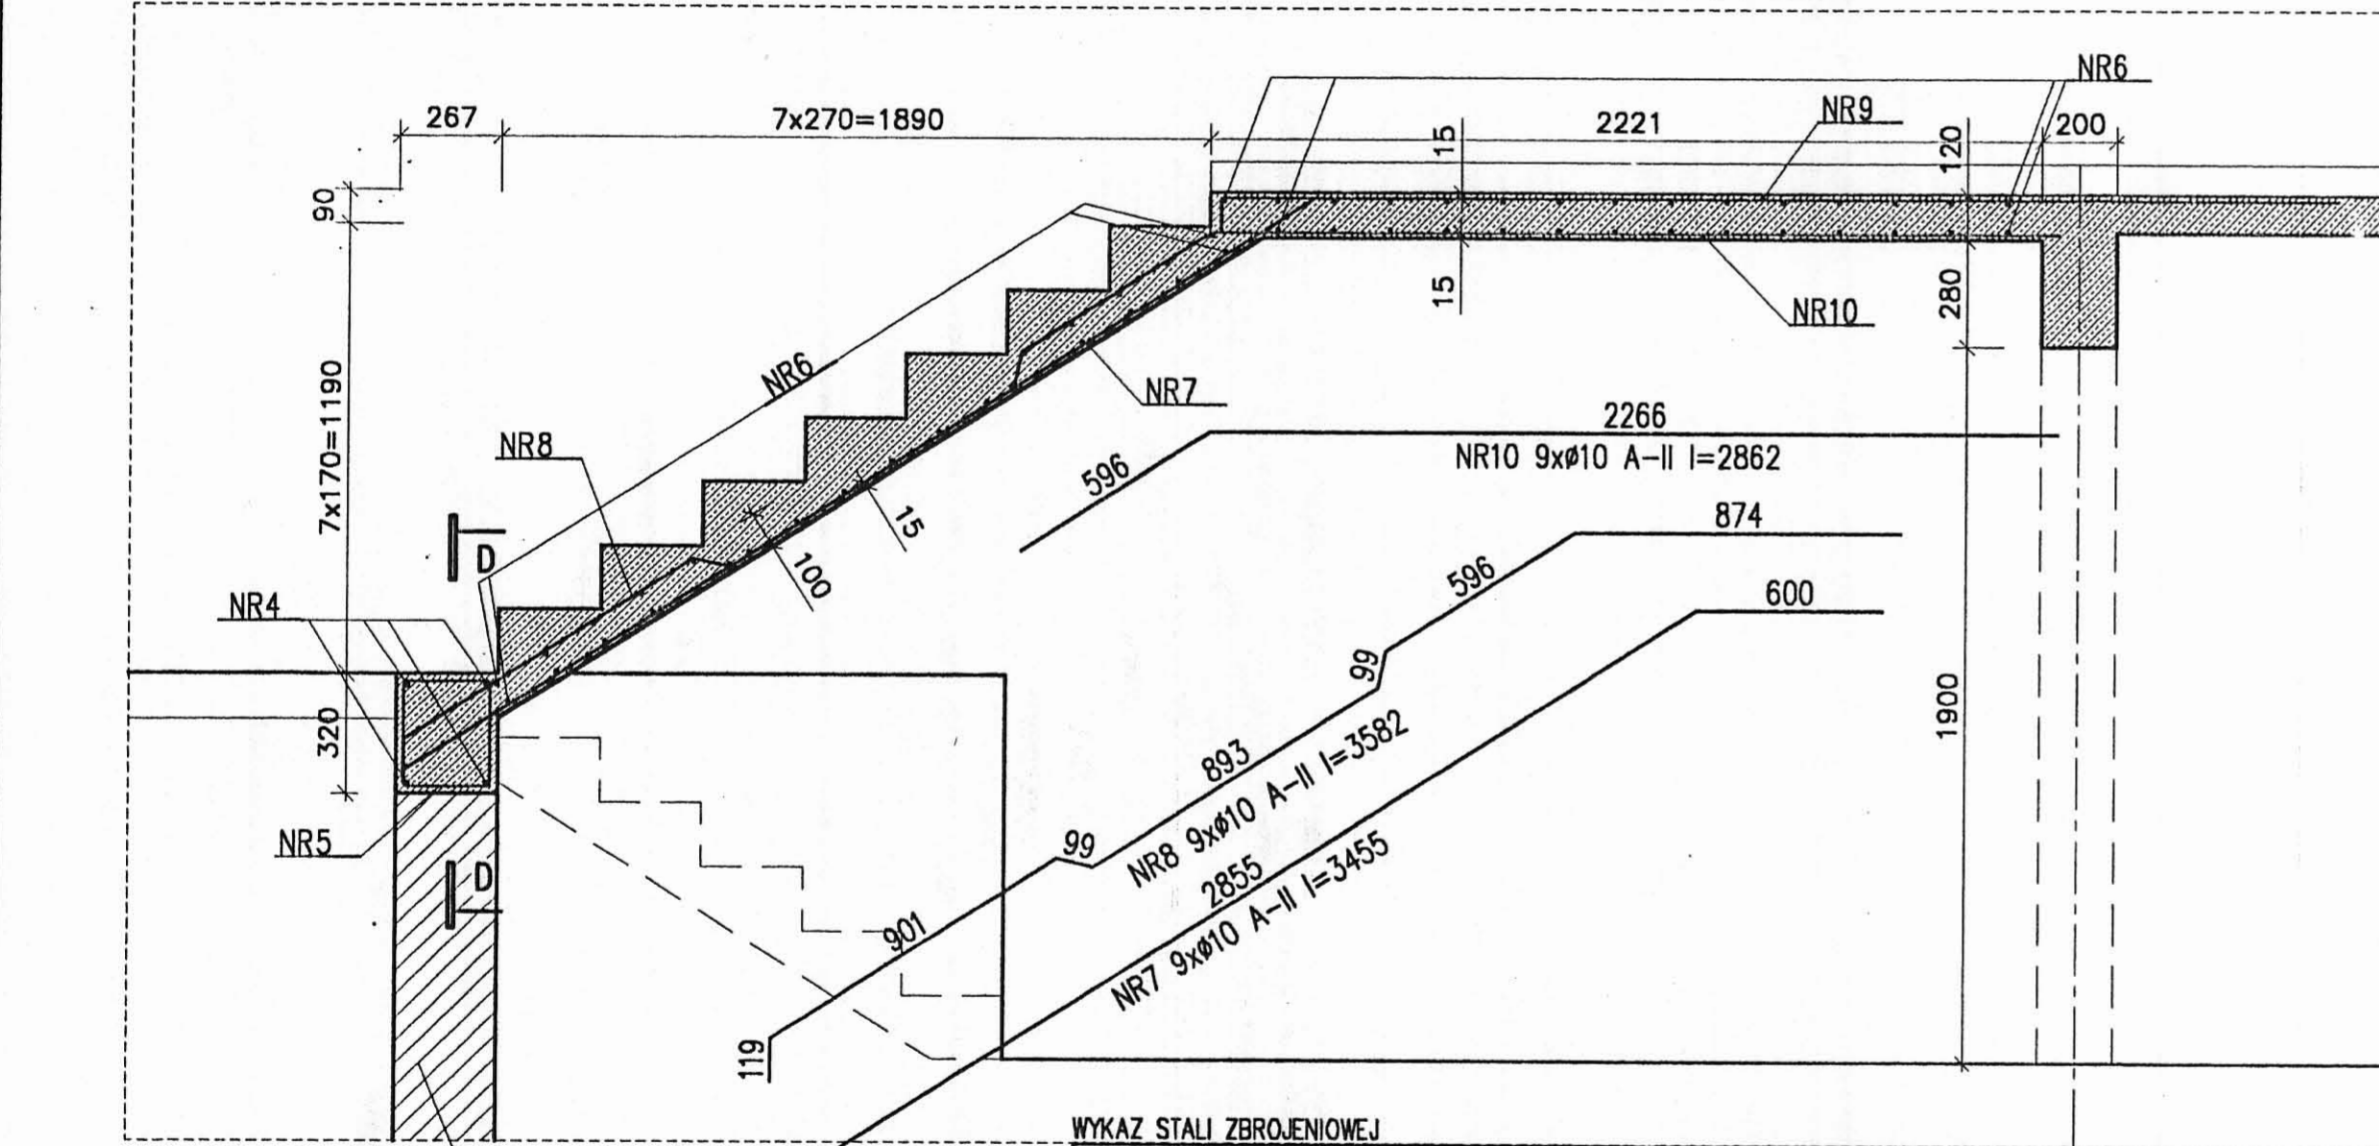 NR6
267
7x270=1890
15
2221
NR9
120
200
90
7x170=1190
NR6
15
NR10
280
NR7
NR8
15
100
D
2266
NR10 9xø10 A-II l=2862
596
874
596
600
NR4
99
320
893
NR8 9xø10 A-II l=3582
1900
NR5
D
99
2855
NR7 9xø10 A-II l=3455
901
119
WYKAZ STALI ZBROJENIOWEJ